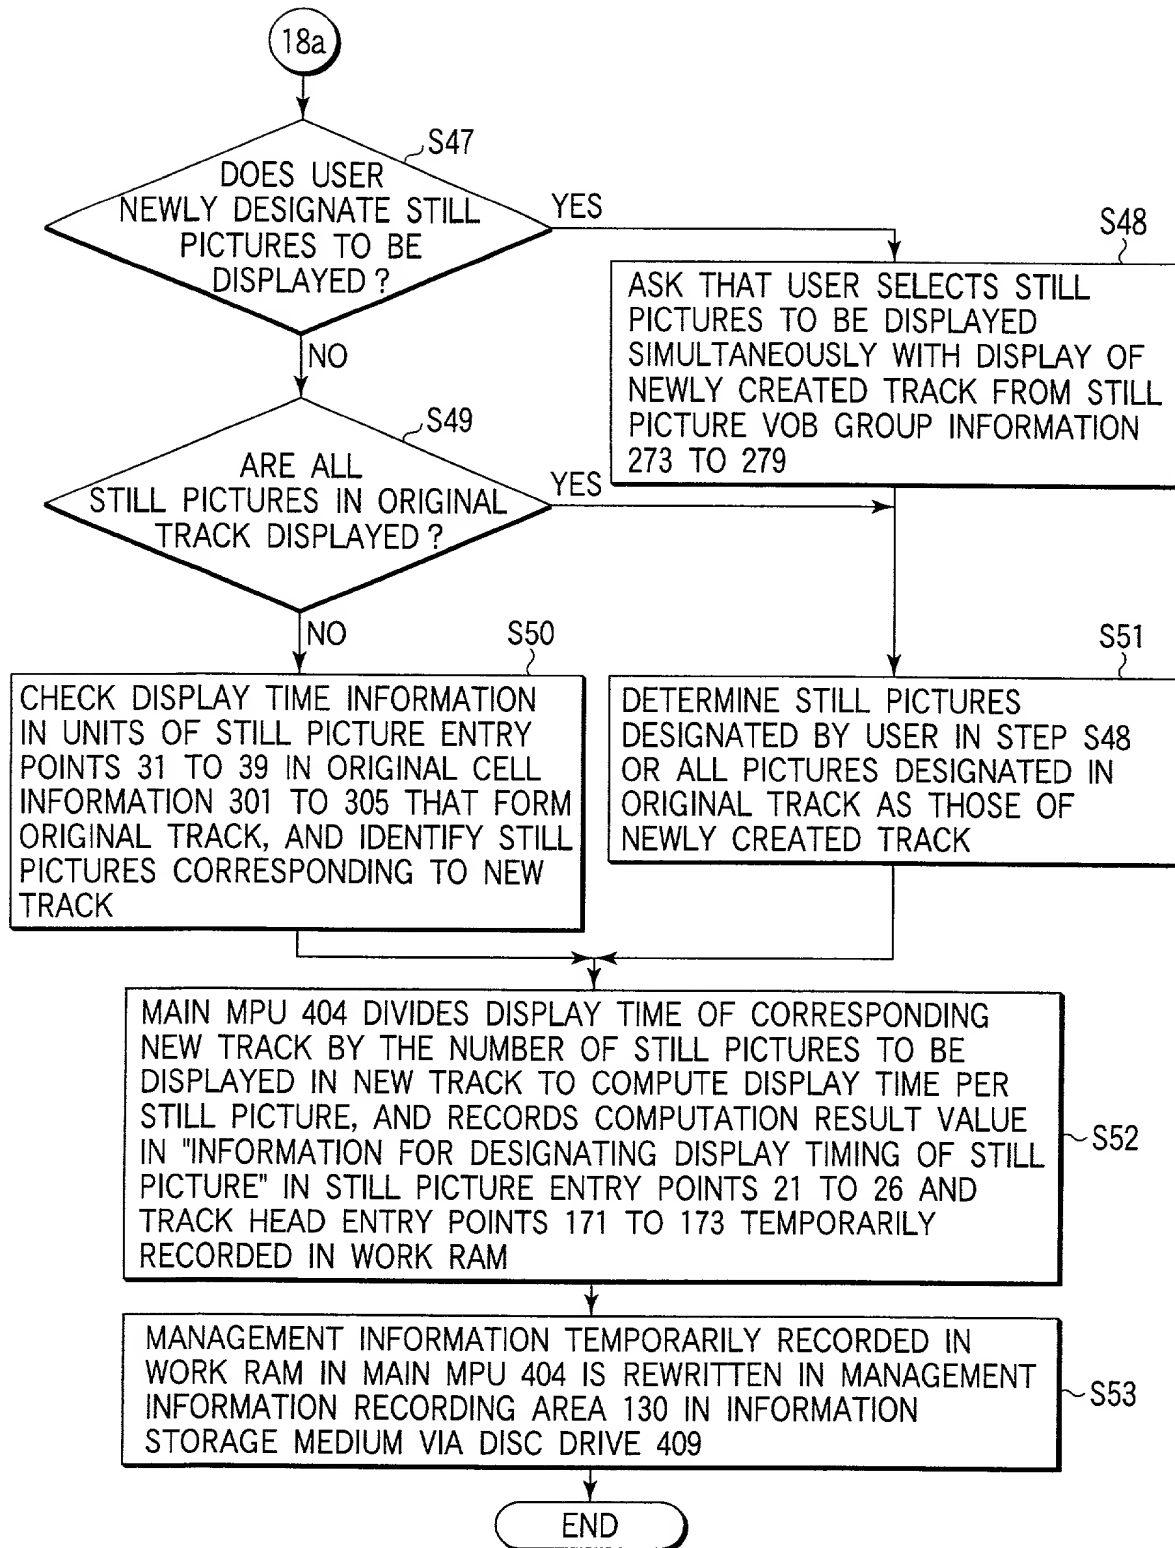 18a
S47
DOES USER
NEWLY DESIGNATE STILL
PICTURES TO BE
DISPLAYED?
YES
NO
S48
ASK THAT USER SELECTS STILL
PICTURES TO BE DISPLAYED
SIMULTANEOUSLY WITH DISPLAY OF
NEWLY CREATED TRACK FROM STILL
PICTURE VOB GROUP INFORMATION
273 TO 279
S49
ARE ALL
STILL PICTURES IN ORIGINAL
TRACK DISPLAYED?
YES
NO
S50
CHECK DISPLAY TIME INFORMATION
IN UNITS OF STILL PICTURE ENTRY
POINTS 31 TO 39 IN ORIGINAL CELL
INFORMATION 301 TO 305 THAT FORM
ORIGINAL TRACK, AND IDENTIFY STILL
PICTURES CORRESPONDING TO NEW
TRACK
S51
DETERMINE STILL PICTURES
DESIGNATED BY USER IN STEP S48
OR ALL PICTURES DESIGNATED IN
ORIGINAL TRACK AS THOSE OF
NEWLY CREATED TRACK
MAIN MPU 404 DIVIDES DISPLAY TIME OF CORRESPONDING
NEW TRACK BY THE NUMBER OF STILL PICTURES TO BE
DISPLAYED IN NEW TRACK TO COMPUTE DISPLAY TIME PER
STILL PICTURE, AND RECORDS COMPUTATION RESULT VALUE
IN "INFORMATION FOR DESIGNATING DISPLAY TIMING OF STILL
PICTURE" IN STILL PICTURE ENTRY POINTS 21 TO 26 AND
TRACK HEAD ENTRY POINTS 171 TO 173 TEMPORARILY
RECORDED IN WORK RAM
S52
MANAGEMENT INFORMATION TEMPORARILY RECORDED IN
WORK RAM IN MAIN MPU 404 IS REWRITTEN IN MANAGEMENT
INFORMATION RECORDING AREA 130 IN INFORMATION
STORAGE MEDIUM VIA DISC DRIVE 409
S53
END